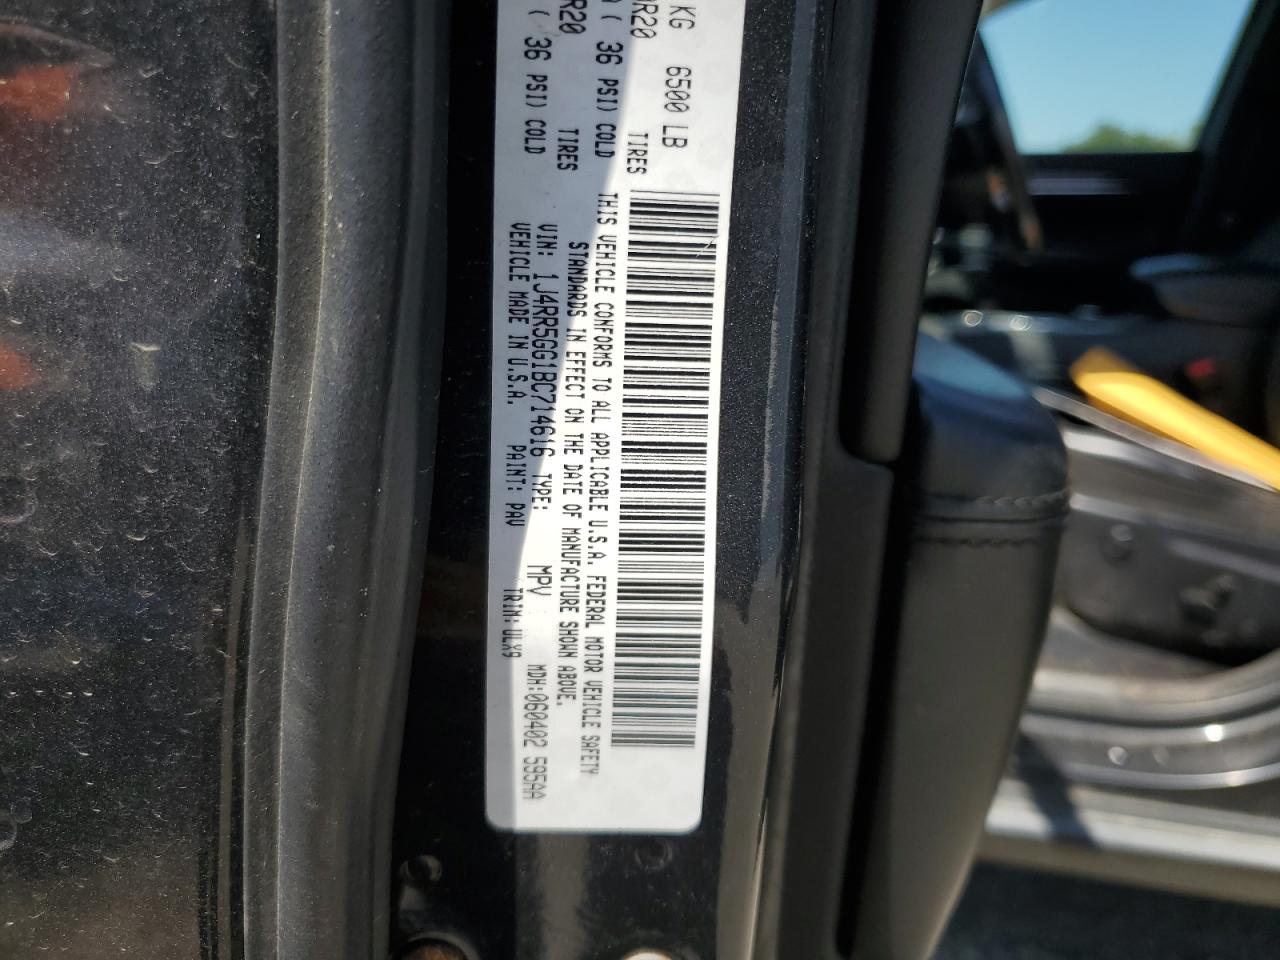 KG 6500 LB
R20 TIRES
( 36 PSI) COLD
R20 TIRES
( 36 PSI) COLD
THIS VEHICLE CONFORMS TO ALL APPLICABLE U.S.A. FEDERAL MOTOR VEHICLE SAFETY
STANDARDS IN EFFECT ON THE DATE OF MANUFACTURE SHOWN ABOVE.
VIN: 1J4RR5GG1BC714616 TYPE: MPV MDH:060402 595AA
VEHICLE MADE IN U.S.A. PAINT: PAV TRIM: ULX9